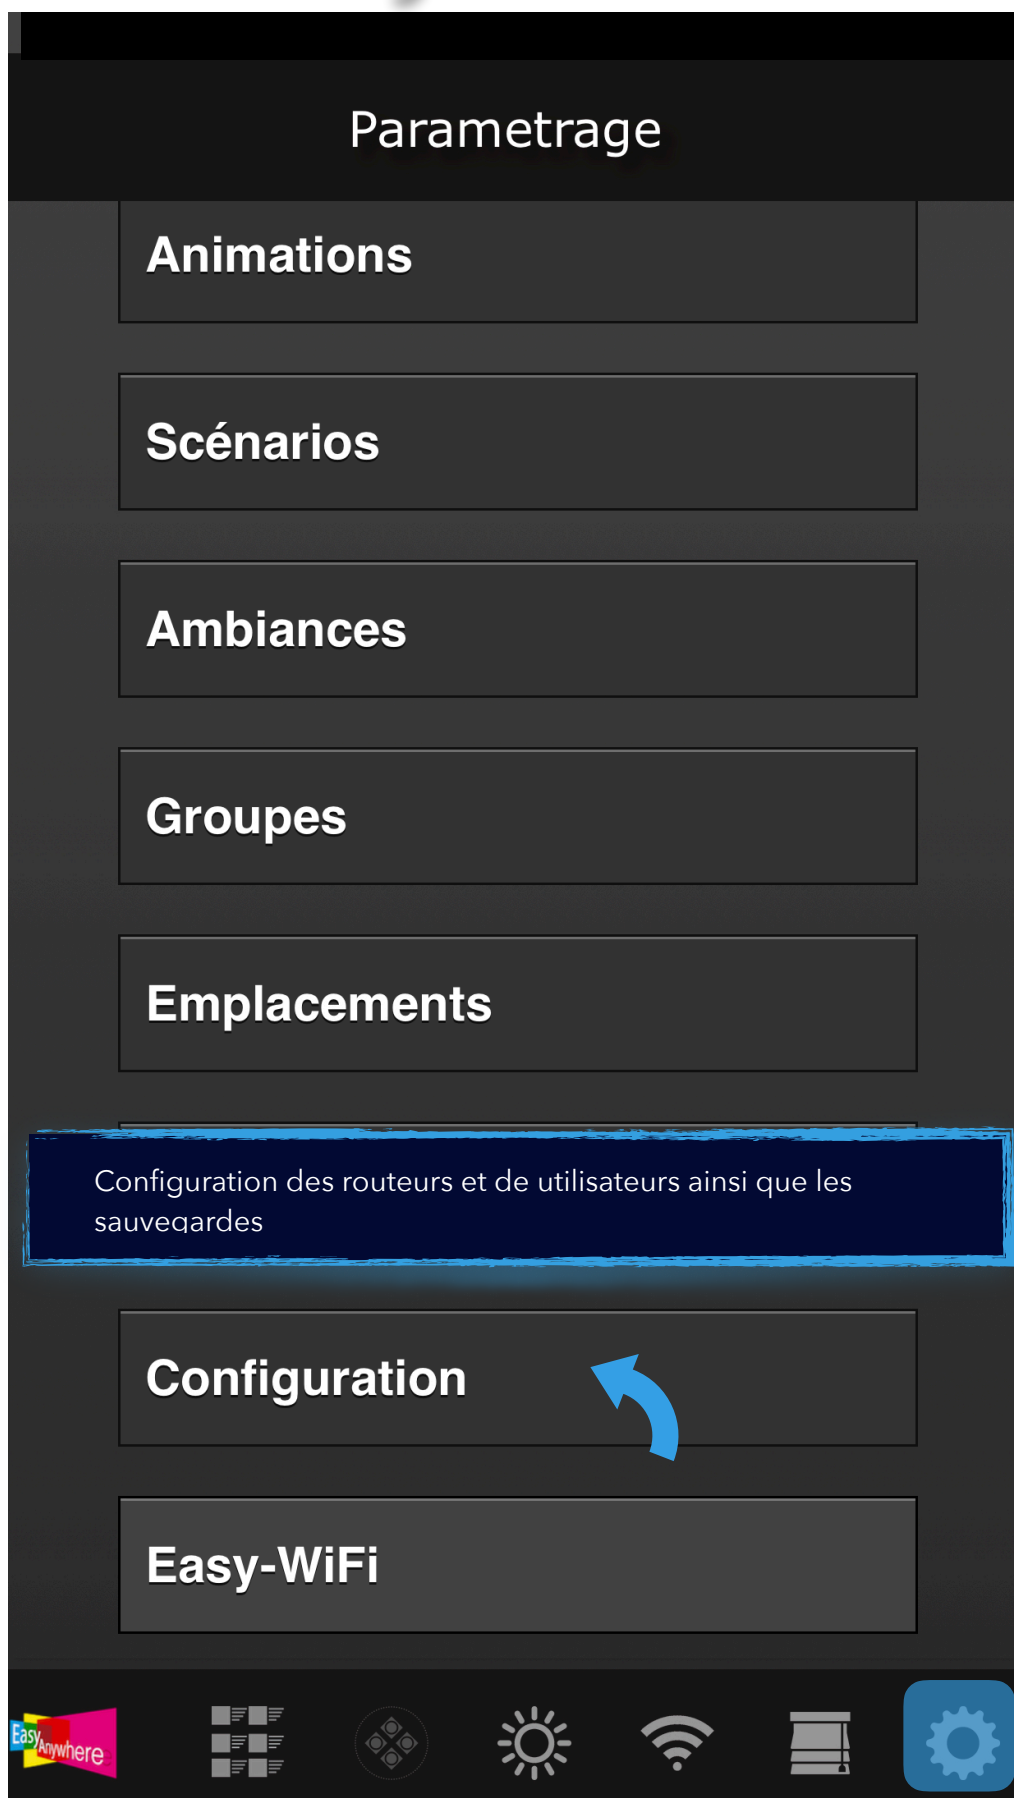 Parametrage
Animations
Scénarios
Ambiances
Groupes
Emplacements
Configuration des routeurs et de utilisateurs ainsi que les
sauvegardes
Configuration
Easy-WiFi
Easy
Anywhere